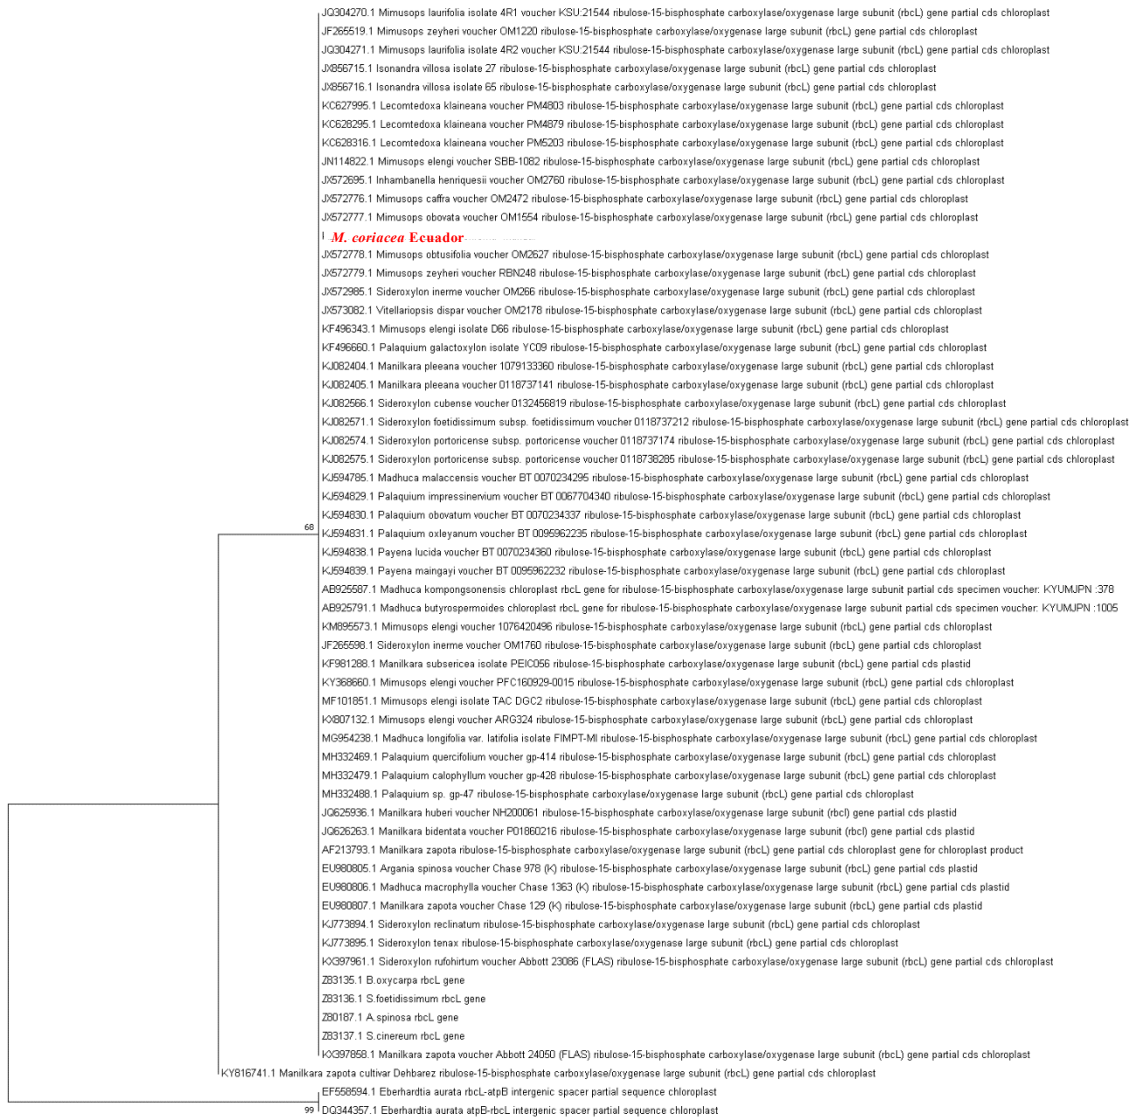 JQ304270.1 Mimusops laurifolia isolate 4R1 voucher KSU:21544 ribulose-15-bisphosphate carboxylase/oxygenase large subunit (rbcL) gene partial cds chloroplast
JF265519.1 Mimusops zeyheri voucher OM1220 ribulose-15-bisphosphate carboxylase/oxygenase large subunit (rbcL) gene partial cds chloroplast
JQ304271.1 Mimusops laurifolia isolate 4R2 voucher KSU:21544 ribulose-15-bisphosphate carboxylase/oxygenase large subunit (rbcL) gene partial cds chloroplast
JX856715.1 Isonandra villosa isolate 27 ribulose-15-bisphosphate carboxylase/oxygenase large subunit (rbcL) gene partial cds chloroplast
JX856716.1 Isonandra villosa isolate 65 ribulose-15-bisphosphate carboxylase/oxygenase large subunit (rbcL) gene partial cds chloroplast
KC627995.1 Lecomtedoxa klaineana voucher PM4803 ribulose-15-bisphosphate carboxylase/oxygenase large subunit (rbcL) gene partial cds chloroplast
KC628295.1 Lecomtedoxa klaineana voucher PM4879 ribulose-15-bisphosphate carboxylase/oxygenase large subunit (rbcL) gene partial cds chloroplast
KC628316.1 Lecomtedoxa klaineana voucher PM5203 ribulose-15-bisphosphate carboxylase/oxygenase large subunit (rbcL) gene partial cds chloroplast
JN114822.1 Mimusops elengi voucher SBB-1082 ribulose-15-bisphosphate carboxylase/oxygenase large subunit (rbcL) gene partial cds chloroplast
JX572695.1 Inhambanella henriquesii voucher OM2760 ribulose-15-bisphosphate carboxylase/oxygenase large subunit (rbcL) gene partial cds chloroplast
JX572776.1 Mimusops caffra voucher OM2472 ribulose-15-bisphosphate carboxylase/oxygenase large subunit (rbcL) gene partial cds chloroplast
JX572777.1 Mimusops obovata voucher OM1554 ribulose-15-bisphosphate carboxylase/oxygenase large subunit (rbcL) gene partial cds chloroplast
M. coriacea Ecuador
JX572778.1 Mimusops obtusifolia voucher OM2627 ribulose-15-bisphosphate carboxylase/oxygenase large subunit (rbcL) gene partial cds chloroplast
JX572779.1 Mimusops zeyheri voucher RBN248 ribulose-15-bisphosphate carboxylase/oxygenase large subunit (rbcL) gene partial cds chloroplast
JX572985.1 Sideroxylon inerme voucher OM266 ribulose-15-bisphosphate carboxylase/oxygenase large subunit (rbcL) gene partial cds chloroplast
JX573082.1 Vitellariopsis dispar voucher OM2178 ribulose-15-bisphosphate carboxylase/oxygenase large subunit (rbcL) gene partial cds chloroplast
KF496343.1 Mimusops elengi isolate D66 ribulose-15-bisphosphate carboxylase/oxygenase large subunit (rbcL) gene partial cds chloroplast
KF496660.1 Palaquium galactoxylon isolate YC09 ribulose-15-bisphosphate carboxylase/oxygenase large subunit (rbcL) gene partial cds chloroplast
KJ082404.1 Manilkara pleeana voucher 1079133360 ribulose-15-bisphosphate carboxylase/oxygenase large subunit (rbcL) gene partial cds chloroplast
KJ082405.1 Manilkara pleeana voucher 0118737141 ribulose-15-bisphosphate carboxylase/oxygenase large subunit (rbcL) gene partial cds chloroplast
KJ082566.1 Sideroxylon cubense voucher 0132456819 ribulose-15-bisphosphate carboxylase/oxygenase large subunit (rbcL) gene partial cds chloroplast
KJ082571.1 Sideroxylon foetidissimum subsp. foetidissimum voucher 0118737212 ribulose-15-bisphosphate carboxylase/oxygenase large subunit (rbcL) gene partial cds chloroplast
KJ082574.1 Sideroxylon portoricense subsp. portoricense voucher 0118737174 ribulose-15-bisphosphate carboxylase/oxygenase large subunit (rbcL) gene partial cds chloroplast
KJ082575.1 Sideroxylon portoricense subsp. portoricense voucher 0118738285 ribulose-15-bisphosphate carboxylase/oxygenase large subunit (rbcL) gene partial cds chloroplast
KJ594785.1 Madhuca malaccensis voucher BT 0070234295 ribulose-15-bisphosphate carboxylase/oxygenase large subunit (rbcL) gene partial cds chloroplast
KJ594829.1 Palaquium impressinervium voucher BT 0067704340 ribulose-15-bisphosphate carboxylase/oxygenase large subunit (rbcL) gene partial cds chloroplast
KJ594830.1 Palaquium obovatum voucher BT 0070234337 ribulose-15-bisphosphate carboxylase/oxygenase large subunit (rbcL) gene partial cds chloroplast
68
KJ594831.1 Palaquium oxleyanum voucher BT 0095962235 ribulose-15-bisphosphate carboxylase/oxygenase large subunit (rbcL) gene partial cds chloroplast
KJ594838.1 Payena lucida voucher BT 0070234360 ribulose-15-bisphosphate carboxylase/oxygenase large subunit (rbcL) gene partial cds chloroplast
KJ594839.1 Payena maingayi voucher BT 0095962232 ribulose-15-bisphosphate carboxylase/oxygenase large subunit (rbcL) gene partial cds chloroplast
AB925587.1 Madhuca kompongsonensis chloroplast rbcL gene for ribulose-15-bisphosphate carboxylase/oxygenase large subunit partial cds specimen voucher: KYUMJPN :378
AB925791.1 Madhuca butyrospermoides chloroplast rbcL gene for ribulose-15-bisphosphate carboxylase/oxygenase large subunit partial cds specimen voucher: KYUMJPN :1005
KM895573.1 Mimusops elengi voucher 1076420496 ribulose-15-bisphosphate carboxylase/oxygenase large subunit (rbcL) gene partial cds chloroplast
JF265598.1 Sideroxylon inerme voucher OM1760 ribulose-15-bisphosphate carboxylase/oxygenase large subunit (rbcL) gene partial cds chloroplast
KF981288.1 Manilkara subsericea isolate PEIC056 ribulose-15-bisphosphate carboxylase/oxygenase large subunit (rbcL) gene partial cds plastid
KY368660.1 Mimusops elengi voucher PFC160929-0015 ribulose-15-bisphosphate carboxylase/oxygenase large subunit (rbcL) gene partial cds chloroplast
MF101851.1 Mimusops elengi isolate TAC DGC2 ribulose-15-bisphosphate carboxylase/oxygenase large subunit (rbcL) gene partial cds chloroplast
KX807132.1 Mimusops elengi voucher ARG324 ribulose-15-bisphosphate carboxylase/oxygenase large subunit (rbcL) gene partial cds chloroplast
MG954238.1 Madhuca longifolia var. latifolia isolate FIMPT-MI ribulose-15-bisphosphate carboxylase/oxygenase large subunit (rbcL) gene partial cds chloroplast
MH332469.1 Palaquium quercifolium voucher gp-414 ribulose-15-bisphosphate carboxylase/oxygenase large subunit (rbcL) gene partial cds chloroplast
MH332479.1 Palaquium calophyllum voucher gp-428 ribulose-15-bisphosphate carboxylase/oxygenase large subunit (rbcL) gene partial cds chloroplast
MH332488.1 Palaquium sp. gp-47 ribulose-15-bisphosphate carboxylase/oxygenase large subunit (rbcL) gene partial cds chloroplast
JQ625936.1 Manilkara huberi voucher NH200061 ribulose-15-bisphosphate carboxylase/oxygenase large subunit (rbcl) gene partial cds plastid
JQ626263.1 Manilkara bidentata voucher P01860216 ribulose-15-bisphosphate carboxylase/oxygenase large subunit (rbcl) gene partial cds plastid
AF213793.1 Manilkara zapota ribulose-15-bisphosphate carboxylase/oxygenase large subunit (rbcL) gene partial cds chloroplast gene for chloroplast product
EU980805.1 Argania spinosa voucher Chase 978 (K) ribulose-15-bisphosphate carboxylase/oxygenase large subunit (rbcL) gene partial cds plastid
EU980806.1 Madhuca macrophylla voucher Chase 1363 (K) ribulose-15-bisphosphate carboxylase/oxygenase large subunit (rbcL) gene partial cds plastid
EU980807.1 Manilkara zapota voucher Chase 129 (K) ribulose-15-bisphosphate carboxylase/oxygenase large subunit (rbcL) gene partial cds plastid
KJ773894.1 Sideroxylon reclinatum ribulose-15-bisphosphate carboxylase/oxygenase large subunit (rbcL) gene partial cds chloroplast
KJ773895.1 Sideroxylon tenax ribulose-15-bisphosphate carboxylase/oxygenase large subunit (rbcL) gene partial cds chloroplast
KX397961.1 Sideroxylon rufohirtum voucher Abbott 23086 (FLAS) ribulose-15-bisphosphate carboxylase/oxygenase large subunit (rbcL) gene partial cds chloroplast
Z83135.1 B.oxycarpa rbcL gene
Z83136.1 S.foetidissimum rbcL gene
Z80187.1 A.spinosa rbcL gene
Z83137.1 S.cinereum rbcL gene
KX397858.1 Manilkara zapota voucher Abbott 24050 (FLAS) ribulose-15-bisphosphate carboxylase/oxygenase large subunit (rbcL) gene partial cds chloroplast
KY816741.1 Manilkara zapota cultivar Dehbarez ribulose-15-bisphosphate carboxylase/oxygenase large subunit (rbcL) gene partial cds chloroplast
EF558594.1 Eberhardtia aurata rbcL-atpB intergenic spacer partial sequence chloroplast
99
DQ344357.1 Eberhardtia aurata atpB-rbcL intergenic spacer partial sequence chloroplast